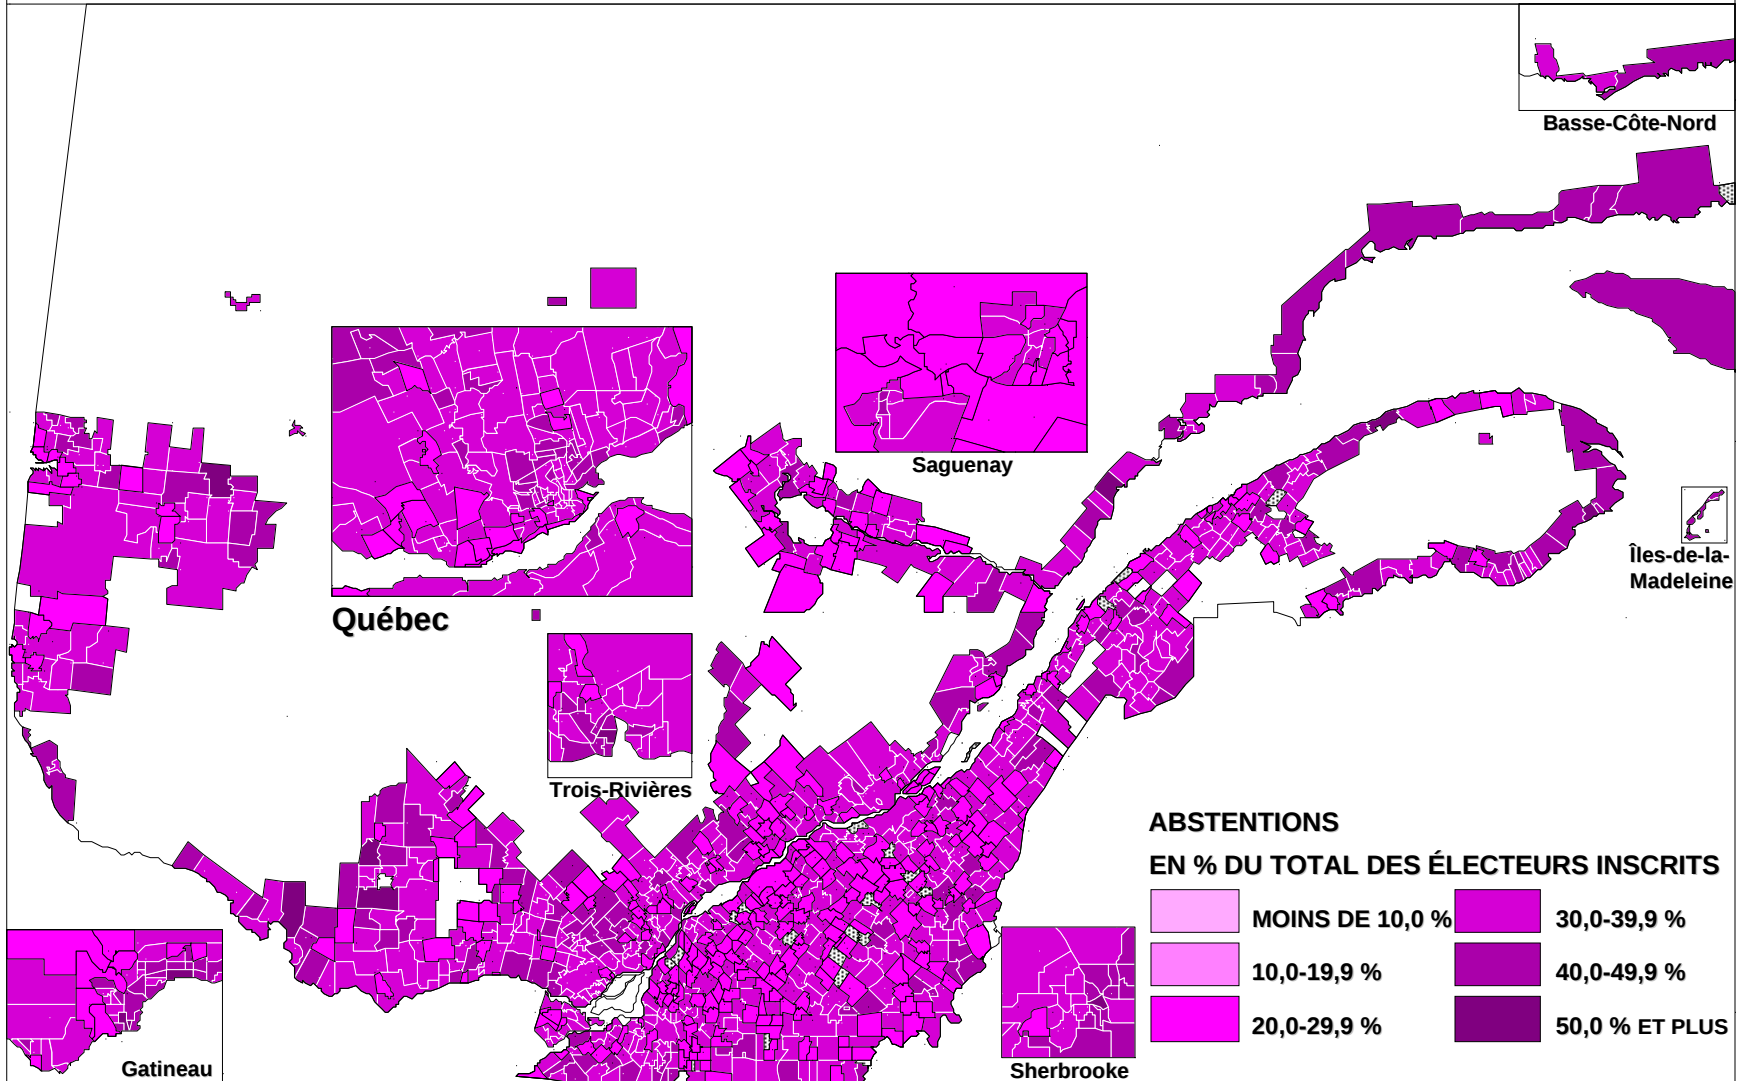 Basse-Côte-Nord
Saguenay
Îles-de-la-
Madeleine
Québec
Trois-Rivières
ABSTENTIONS
EN % DU TOTAL DES ÉLECTEURS INSCRITS
MOINS DE 10,0 %
30,0-39,9 %
10,0-19,9 %
40,0-49,9 %
20,0-29,9 %
50,0 % ET PLUS
Gatineau
Sherbrooke